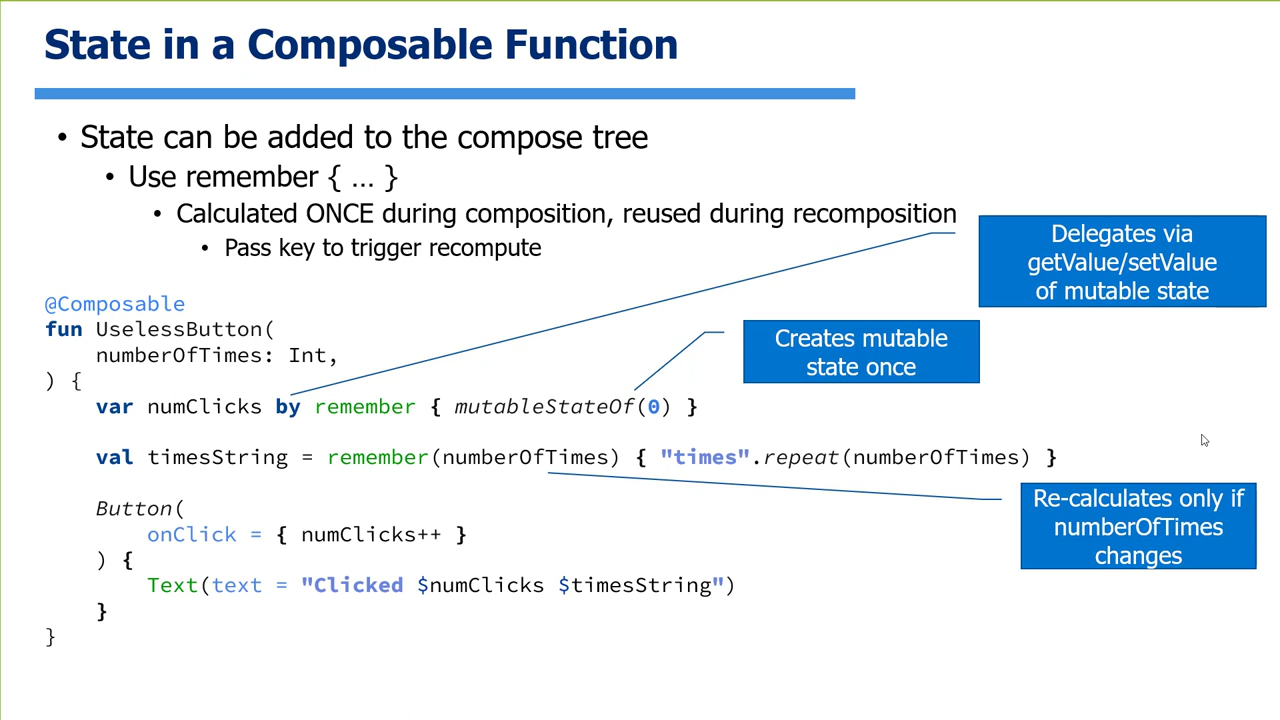 State in a Composable Function
• State can be added to the compose tree
• Use remember { … }
• Calculated ONCE during composition, reused during recomposition
• Pass key to trigger recompute
Delegates via
getValue/setValue
of mutable state
Creates mutable
state once
@Composable
fun UselessButton(
    numberOfTimes: Int,
) {
    var numClicks by remember { mutableStateOf(0) }
    val timesString = remember(numberOfTimes) { "times".repeat(numberOfTimes) }
    Button(
        onClick = { numClicks++ }
    ) {
        Text(text = "Clicked $numClicks $timesString")
    }
}
Re-calculates only if
numberOfTimes
changes